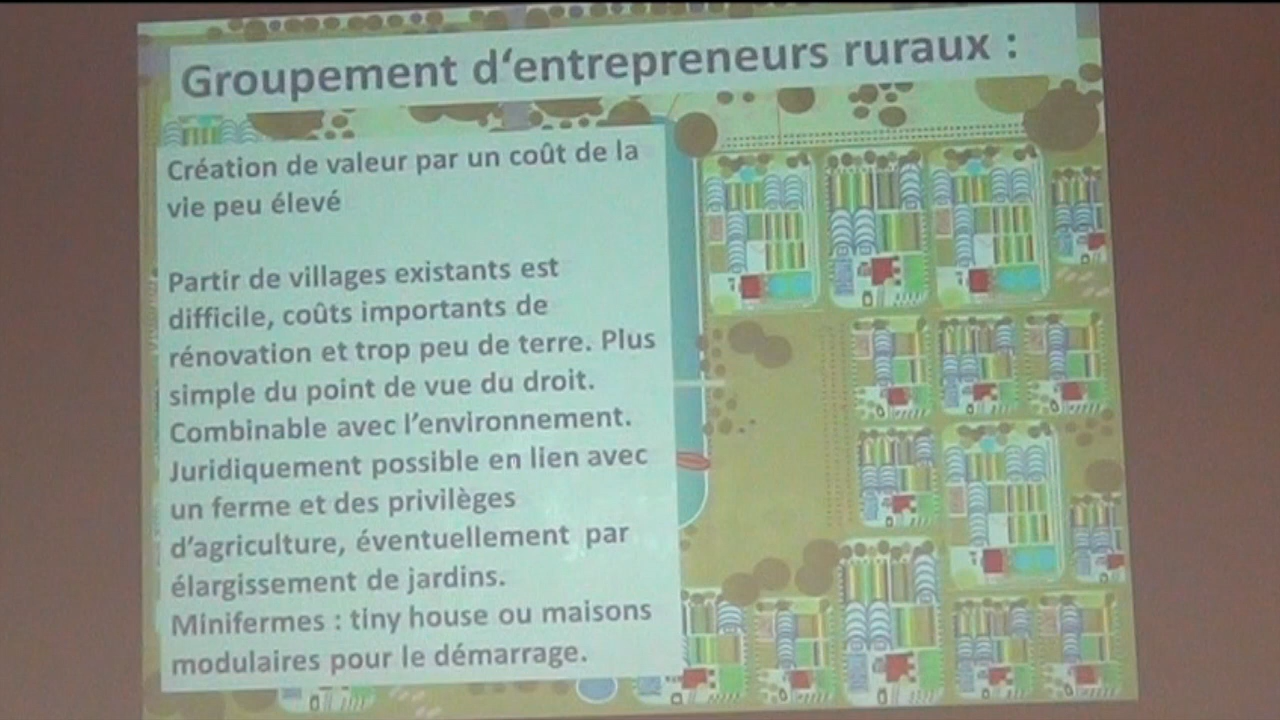 Groupement d‘entrepreneurs ruraux :
Création de valeur par un coût de la
vie peu élevé
Partir de villages existants est
difficile, coûts importants de
rénovation et trop peu de terre. Plus
simple du point de vue du droit.
Combinable avec l’environnement.
Juridiquement possible en lien avec
un ferme et des privilèges
d’agriculture, éventuellement par
élargissement de jardins.
Minifermes : tiny house ou maisons
modulaires pour le démarrage.